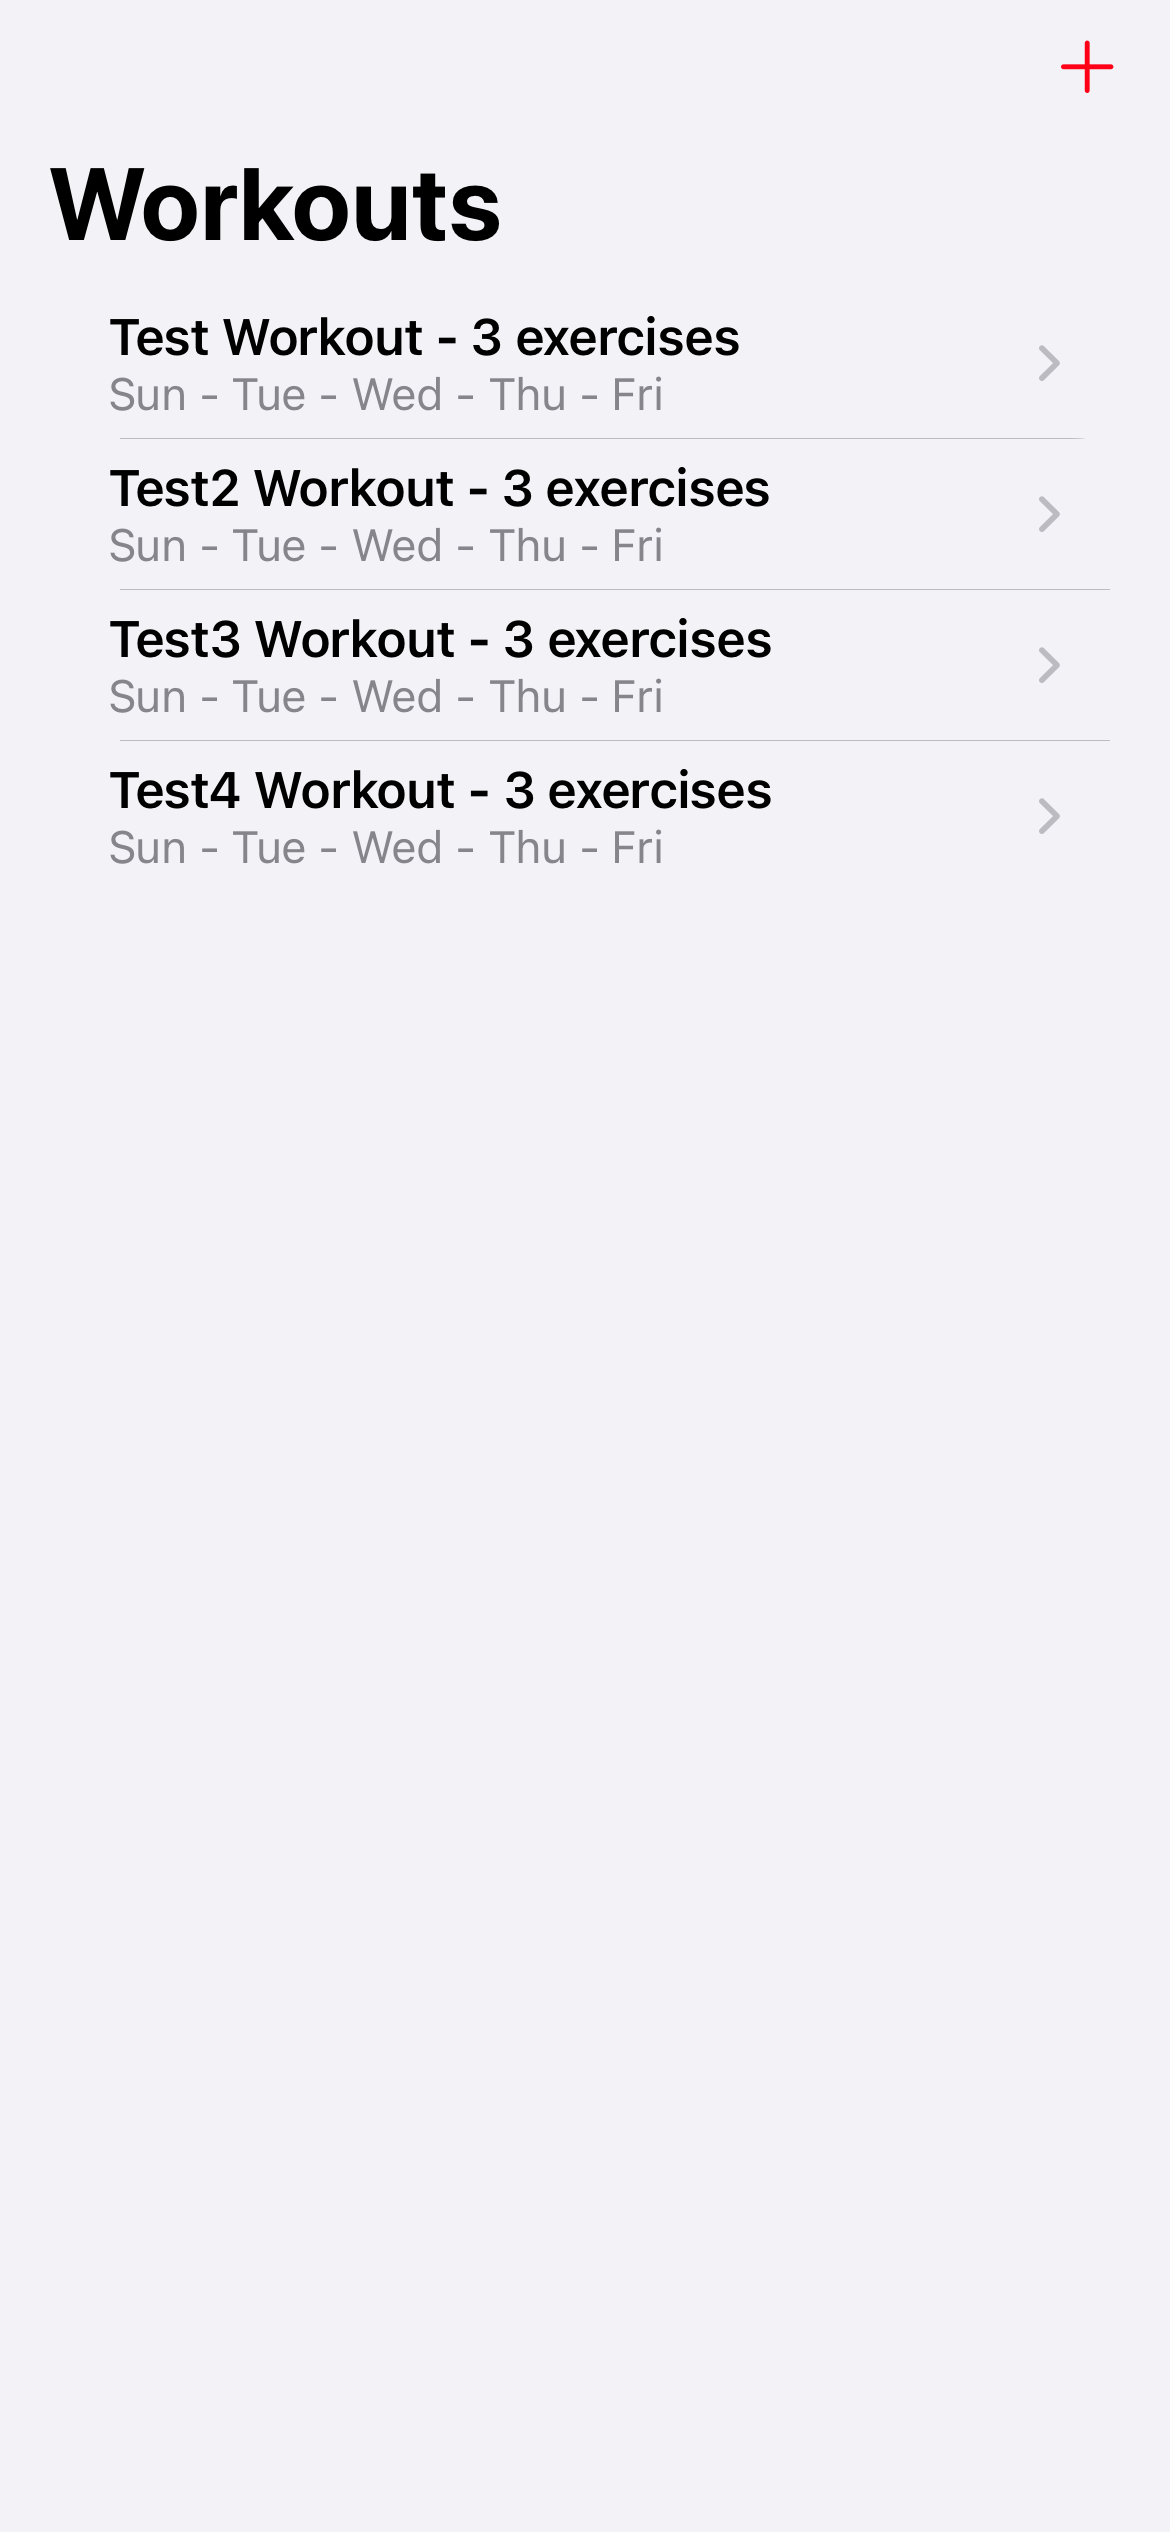 Workouts
Test Workout - 3 exercises
Sun - Tue - Wed - Thu - Fri
Test2 Workout - 3 exercises
Sun - Tue - Wed - Thu - Fri
Test3 Workout - 3 exercises
Sun - Tue - Wed - Thu - Fri
Test4 Workout - 3 exercises
Sun - Tue - Wed - Thu - Fri